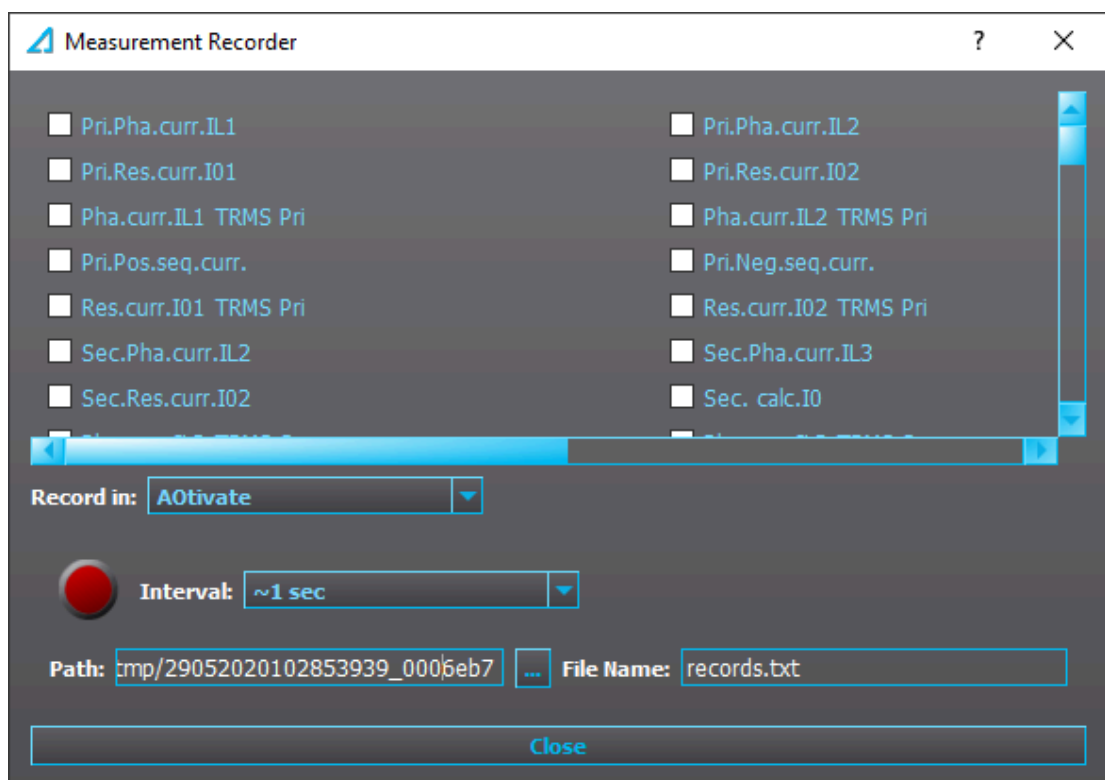 Measurement Recorder ?
Pri.Pha.curr.IL1 Pri.Pha.curr.IL2
Pri.Res.curr.I01 Pri.Res.curr.I02
Pha.curr.IL1 TRMS Pri Pha.curr.IL2 TRMS Pri
Pri.Pos.seq.curr. Pri.Neg.seq.curr.
Res.curr.I01 TRMS Pri Res.curr.I02 TRMS Pri
Sec.Pha.curr.IL2 Sec.Pha.curr.IL3
Sec.Res.curr.I02 Sec. calc.I0
Record in: AQtivate
Interval: ~1 sec
Path: tmp/29052020102853939_0006eb7 ... File Name: records.txt
Close